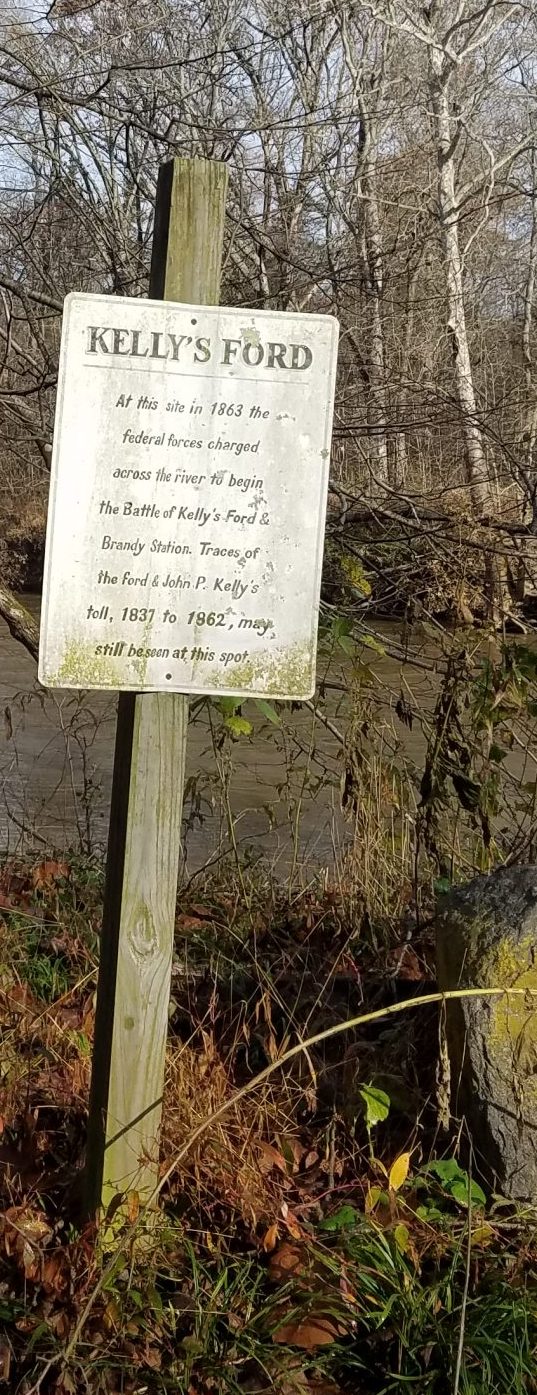 KELLY'S FORD
At this site in 1863 the
federal forces charged
across the river to begin
the Battle of Kelly's Ford &
Brandy Station. Traces of
the ford & John P. Kelly's
toll, 1837 to 1862, may
still be seen at this spot.